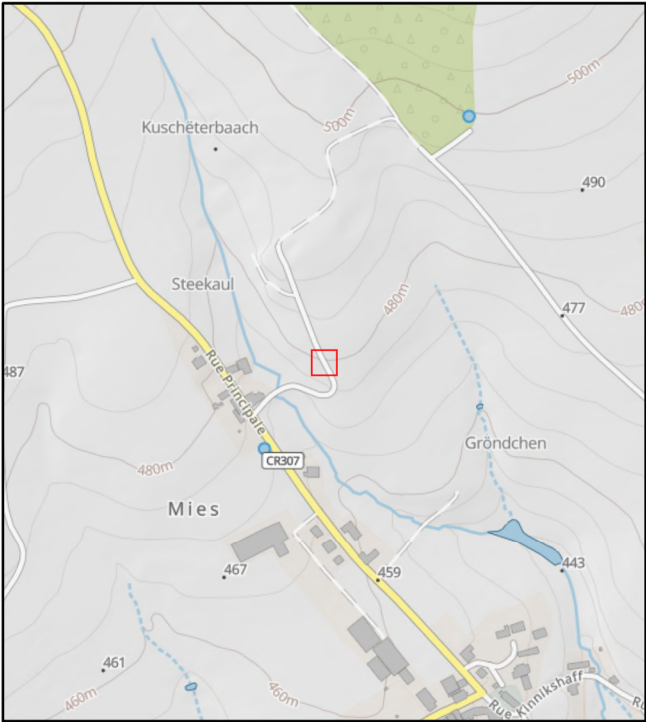 500m
500m
Kuschëterbaach
490
Steekaul
480m
477
480
487
Rue Principale
Gröndchen
CR307
480m
Mies
467
459
443
461
460m
460m
Rue Kinnikshaff